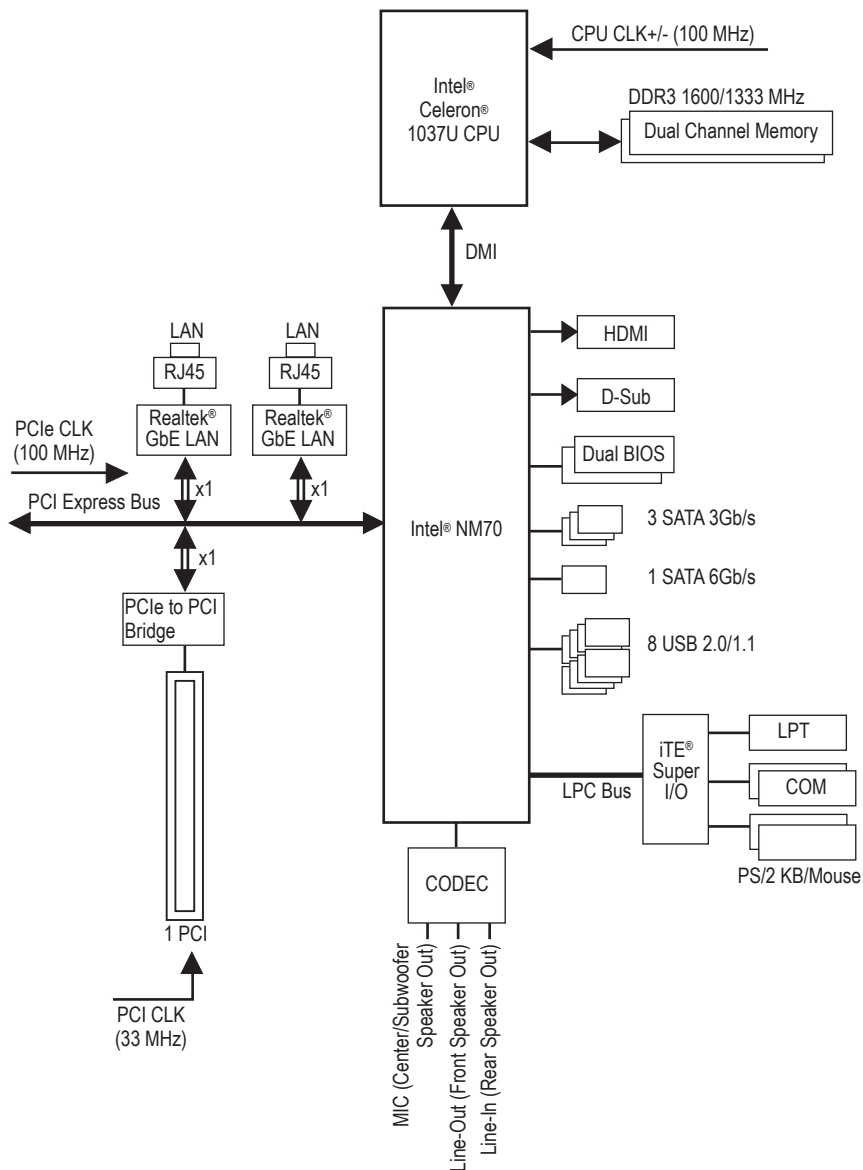 CPU CLK+/- (100 MHz)
Intel®
Celeron®
1037U CPU
DDR3 1600/1333 MHz
Dual Channel Memory
DMI
LAN
LAN
RJ45
RJ45
HDMI
D-Sub
Realtek®
GbE LAN
Realtek®
GbE LAN
PCIe CLK
(100 MHz)
Dual BIOS
x1
x1
PCI Express Bus
Intel® NM70
3 SATA 3Gb/s
x1
1 SATA 6Gb/s
PCIe to PCI
Bridge
8 USB 2.0/1.1
iTE®
Super
I/O
LPT
LPC Bus
COM
PS/2 KB/Mouse
CODEC
1 PCI
PCI CLK
(33 MHz)
MIC (Center/Subwoofer
Speaker Out)
Line-Out (Front Speaker Out)
Line-In (Rear Speaker Out)